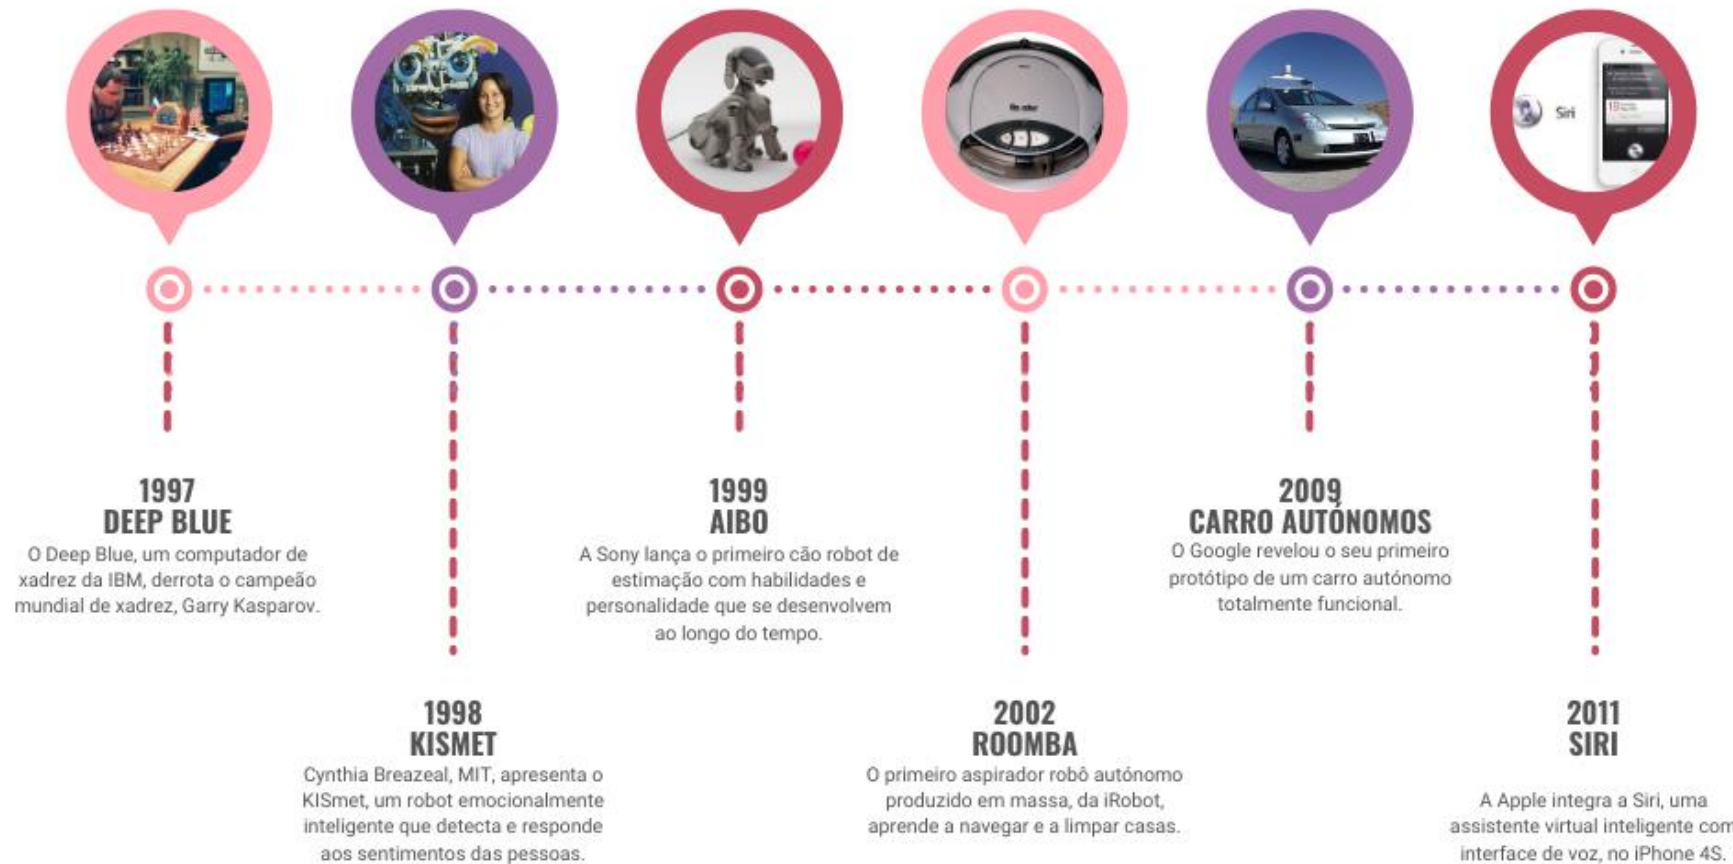 Siri
1997
DEEP BLUE
O Deep Blue, um computador de
xadrez da IBM, derrota o campeão
mundial de xadrez, Garry Kasparov.
1998
KISMET
Cynthia Breazeal, MIT, apresenta o
KISmet, um robot emocionalmente
inteligente que detecta e responde
aos sentimentos das pessoas.
1999
AIBO
A Sony lança o primeiro cão robot de
estimação com habilidades e
personalidade que se desenvolvem
ao longo do tempo.
2002
ROOMBA
O primeiro aspirador robô autónomo
produzido em massa, da iRobot,
aprende a navegar e a limpar casas.
2009
CARRO AUTÓNOMOS
O Google revelou o seu primeiro
protótipo de um carro autónomo
totalmente funcional.
2011
SIRI
A Apple integra a Siri, uma
assistente virtual inteligente com
interface de voz, no iPhone 4S.